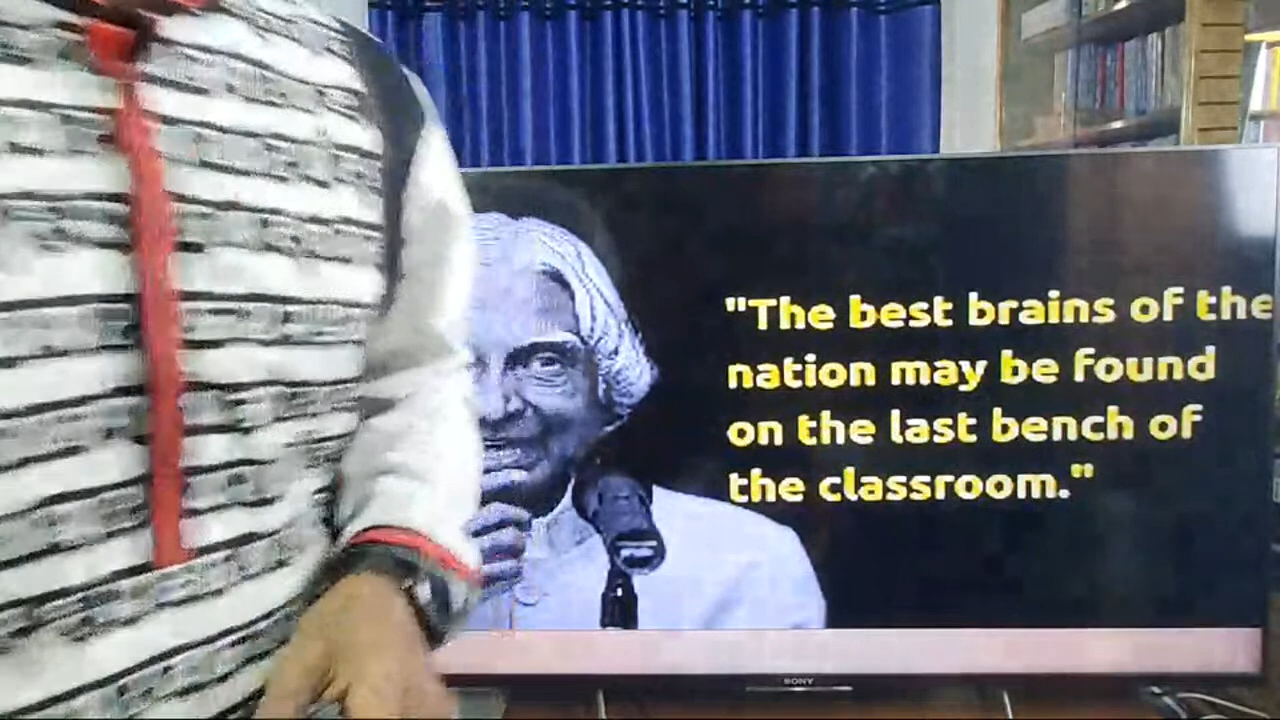 "The best brains of the
nation may be found
on the last bench of
the classroom."
SONY